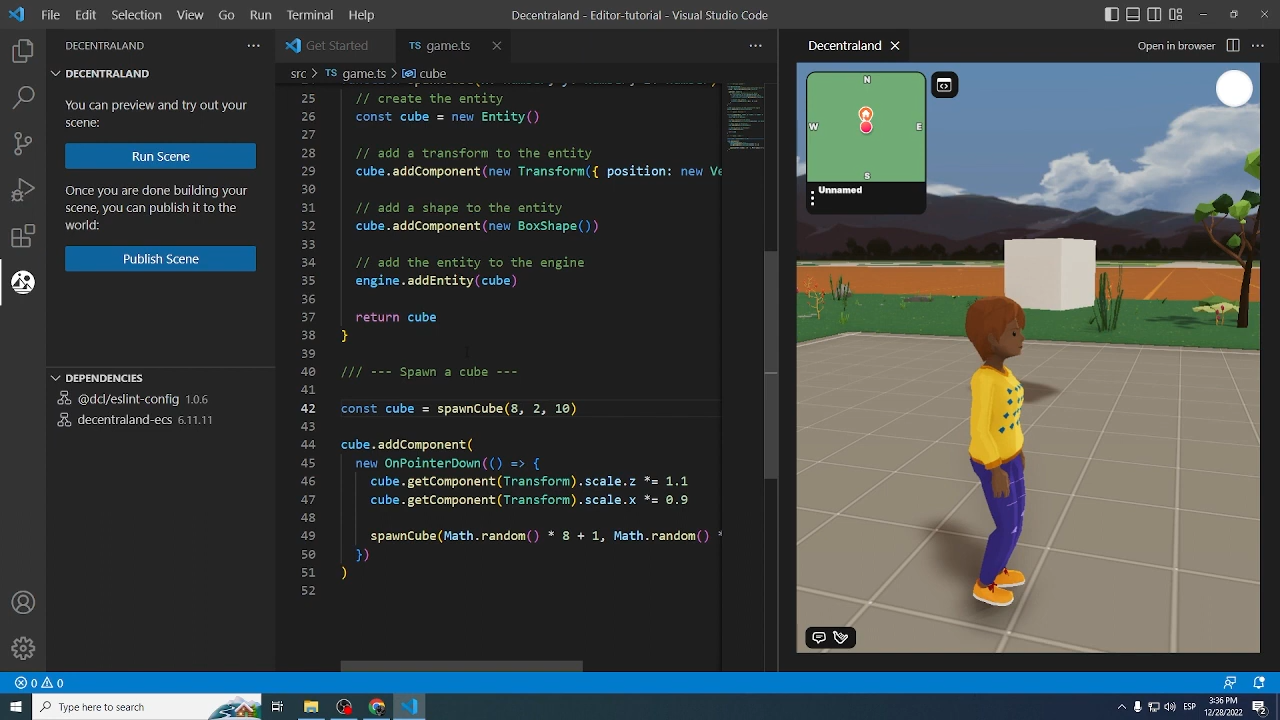 File Edit Selection View Go Run Terminal Help
Decentraland - Editor-tutorial - Visual Studio Code
DECENTRALAND
DECENTRALAND
You can preview and try out your
scene:
Run Scene
Once you are done building your
scene, you can publish it to the
world:
Publish Scene
DEPENDENCIES
@dcl/eslint-config 1.0.6
decentraland-ecs 6.11.11
Get Started
TS game.ts
src > TS game.ts > cube
25 // create the entity
26 const cube = new Entity()
27
28 // add a transform to the entity
29 cube.addComponent(new Transform({ position: new Ve
30
31 // add a shape to the entity
32 cube.addComponent(new BoxShape())
33
34 // add the entity to the engine
35 engine.addEntity(cube)
36
37 return cube
38 }
39
40 /// --- Spawn a cube ---
41
42 const cube = spawnCube(8, 2, 10)
43
44 cube.addComponent(
45 new OnPointerDown(() => {
46 cube.getComponent(Transform).scale.z *= 1.1
47 cube.getComponent(Transform).scale.x *= 0.9
48
49 spawnCube(Math.random() * 8 + 1, Math.random() *
50 })
51 )
52
Decentraland
Open in browser
N
W
E
S
Unnamed
0 0
Type here to search
ESP
3:36 PM
12/28/2022
2